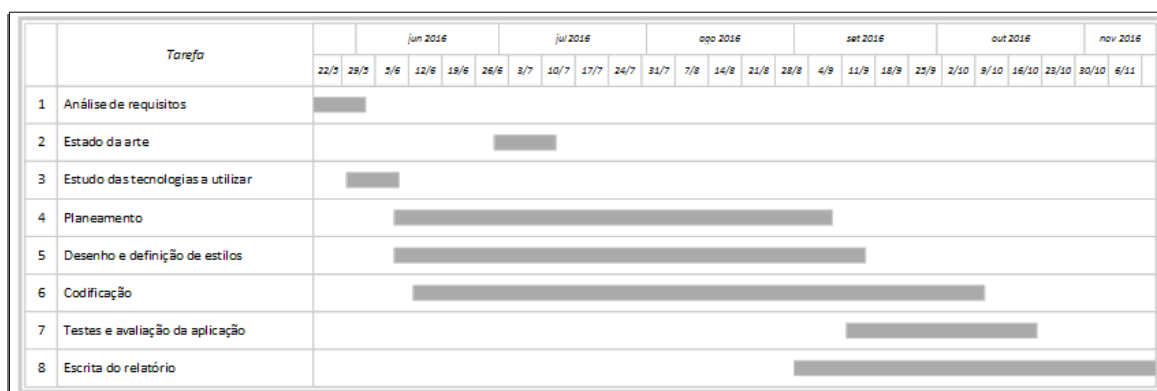 Tarefa
jun 2016 jul 2016 ago 2016 set 2016 out 2016 nov 2016
22/5 29/5 5/6 12/6 19/6 26/6 3/7 10/7 17/7 24/7 31/7 7/8 14/8 21/8 28/8 4/9 11/9 18/9 25/9 2/10 9/10 16/10 23/10 30/10 6/11
1 Análise de requisitos
2 Estado da arte
3 Estudo das tecnologias a utilizar
4 Planeamento
5 Desenho e definição de estilos
6 Codificação
7 Testes e avaliação da aplicação
8 Escrita do relatório